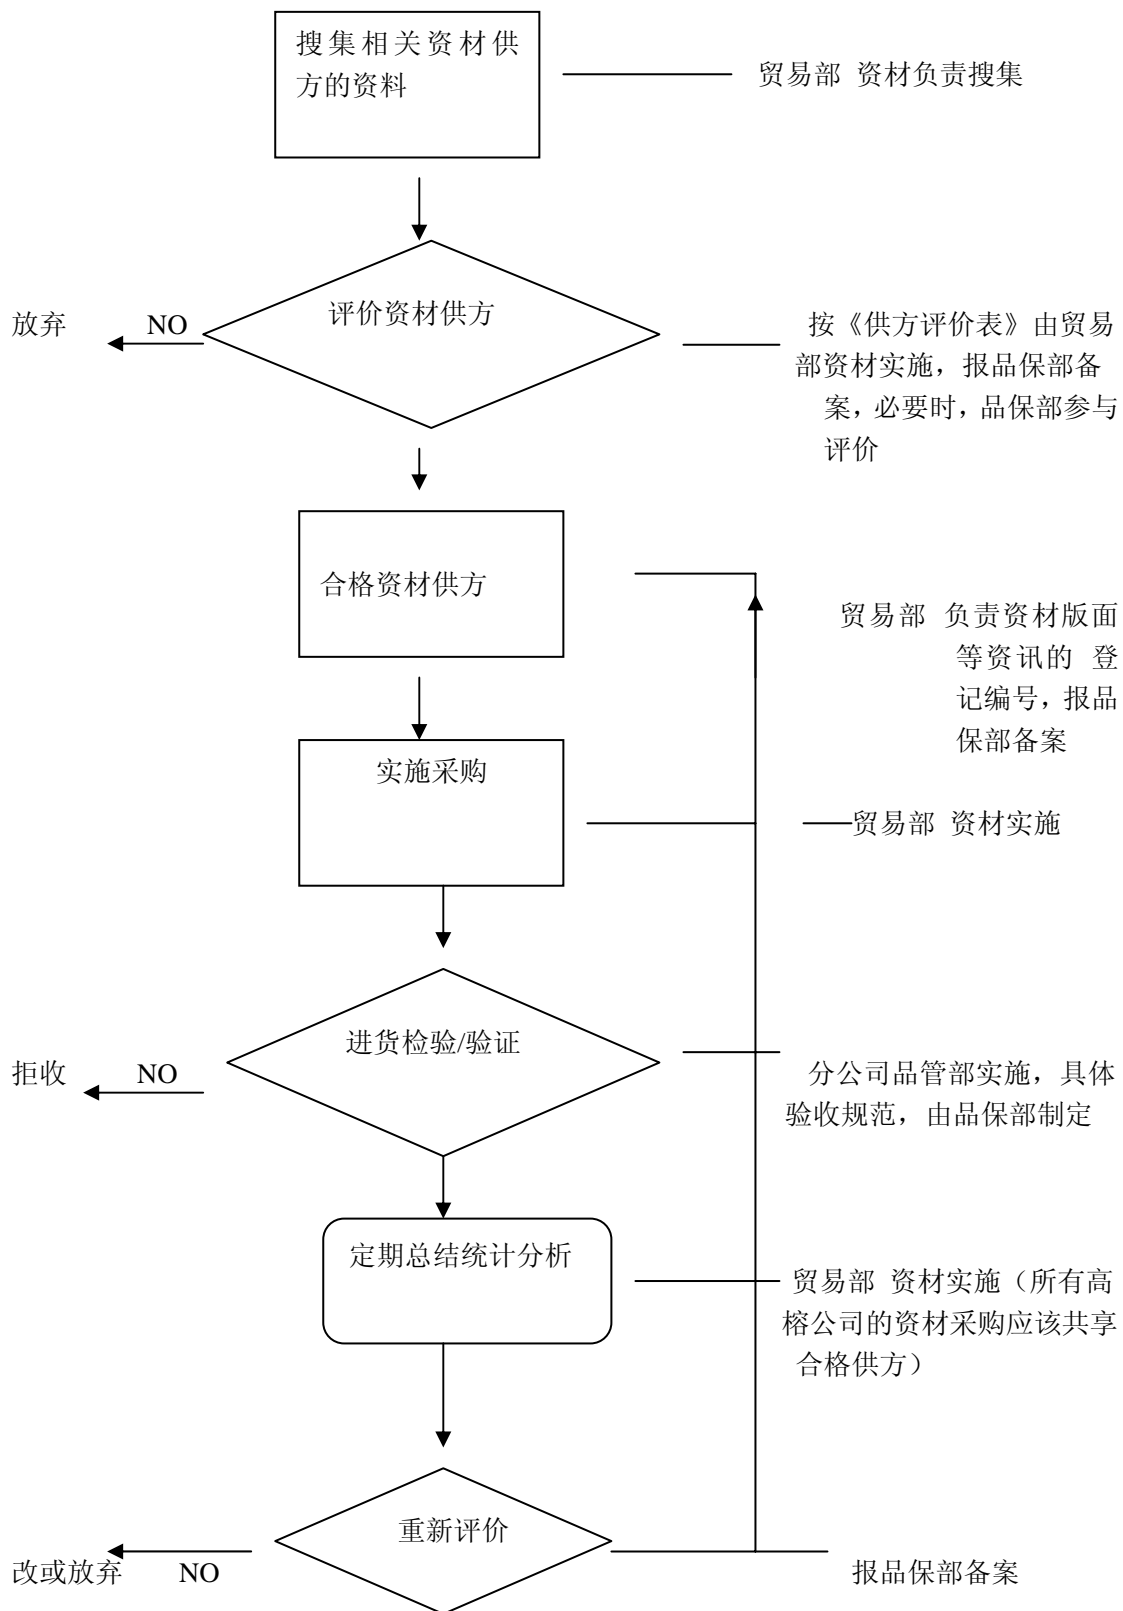 搜集相关资材供
方的资料
贸易部 资材负责搜集
评价资材供方
放弃 NO
按《供方评价表》由贸易
部资材实施，报品保部备
案，必要时，品保部参与
评价
合格资材供方
贸易部 负责资材版面
等资讯的 登
记编号，报品
保部备案
实施采购
贸易部 资材实施
进货检验/验证
拒收 NO
分公司品管部实施，具体
验收规范，由品保部制定
定期总结统计分析
贸易部 资材实施（所有高
榕公司的资材采购应该共享
合格供方）
重新评价
改或放弃 NO
报品保部备案